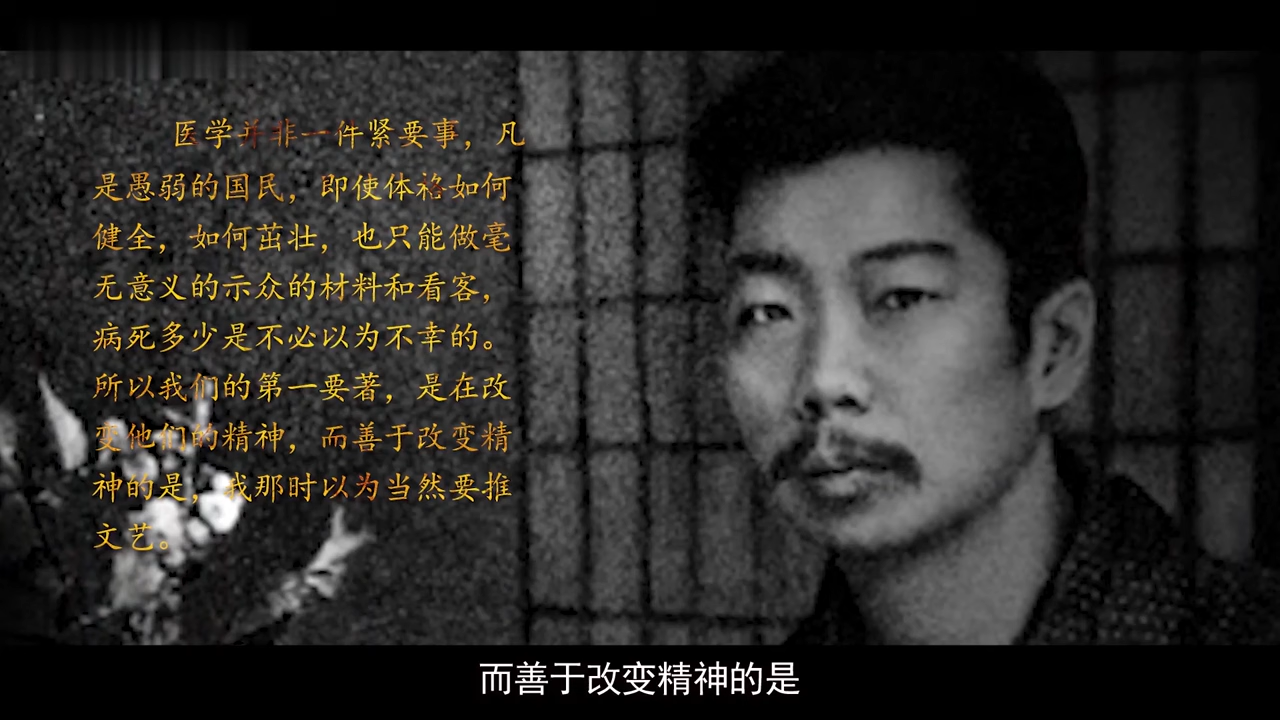 医学并非一件紧要事，凡
是愚弱的国民，即使体格如何
健全，如何茁壮，也只能做毫
无意义的示众的材料和看客，
病死多少是不必以为不幸的。
所以我们的第一要著，是在改
变他们的精神，而善于改变精
神的是，我那时以为当然要推
文艺。
而善于改变精神的是